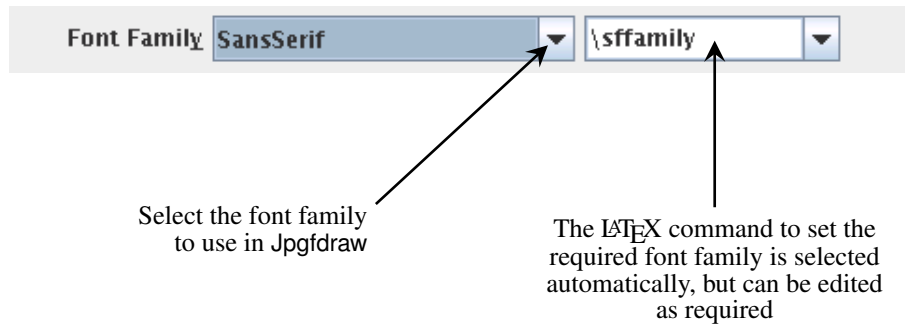 Font Family SansSerif \sffamily
Select the font family
to use in Jpgfdraw
The LATEX command to set the
required font family is selected
automatically, but can be edited
as required